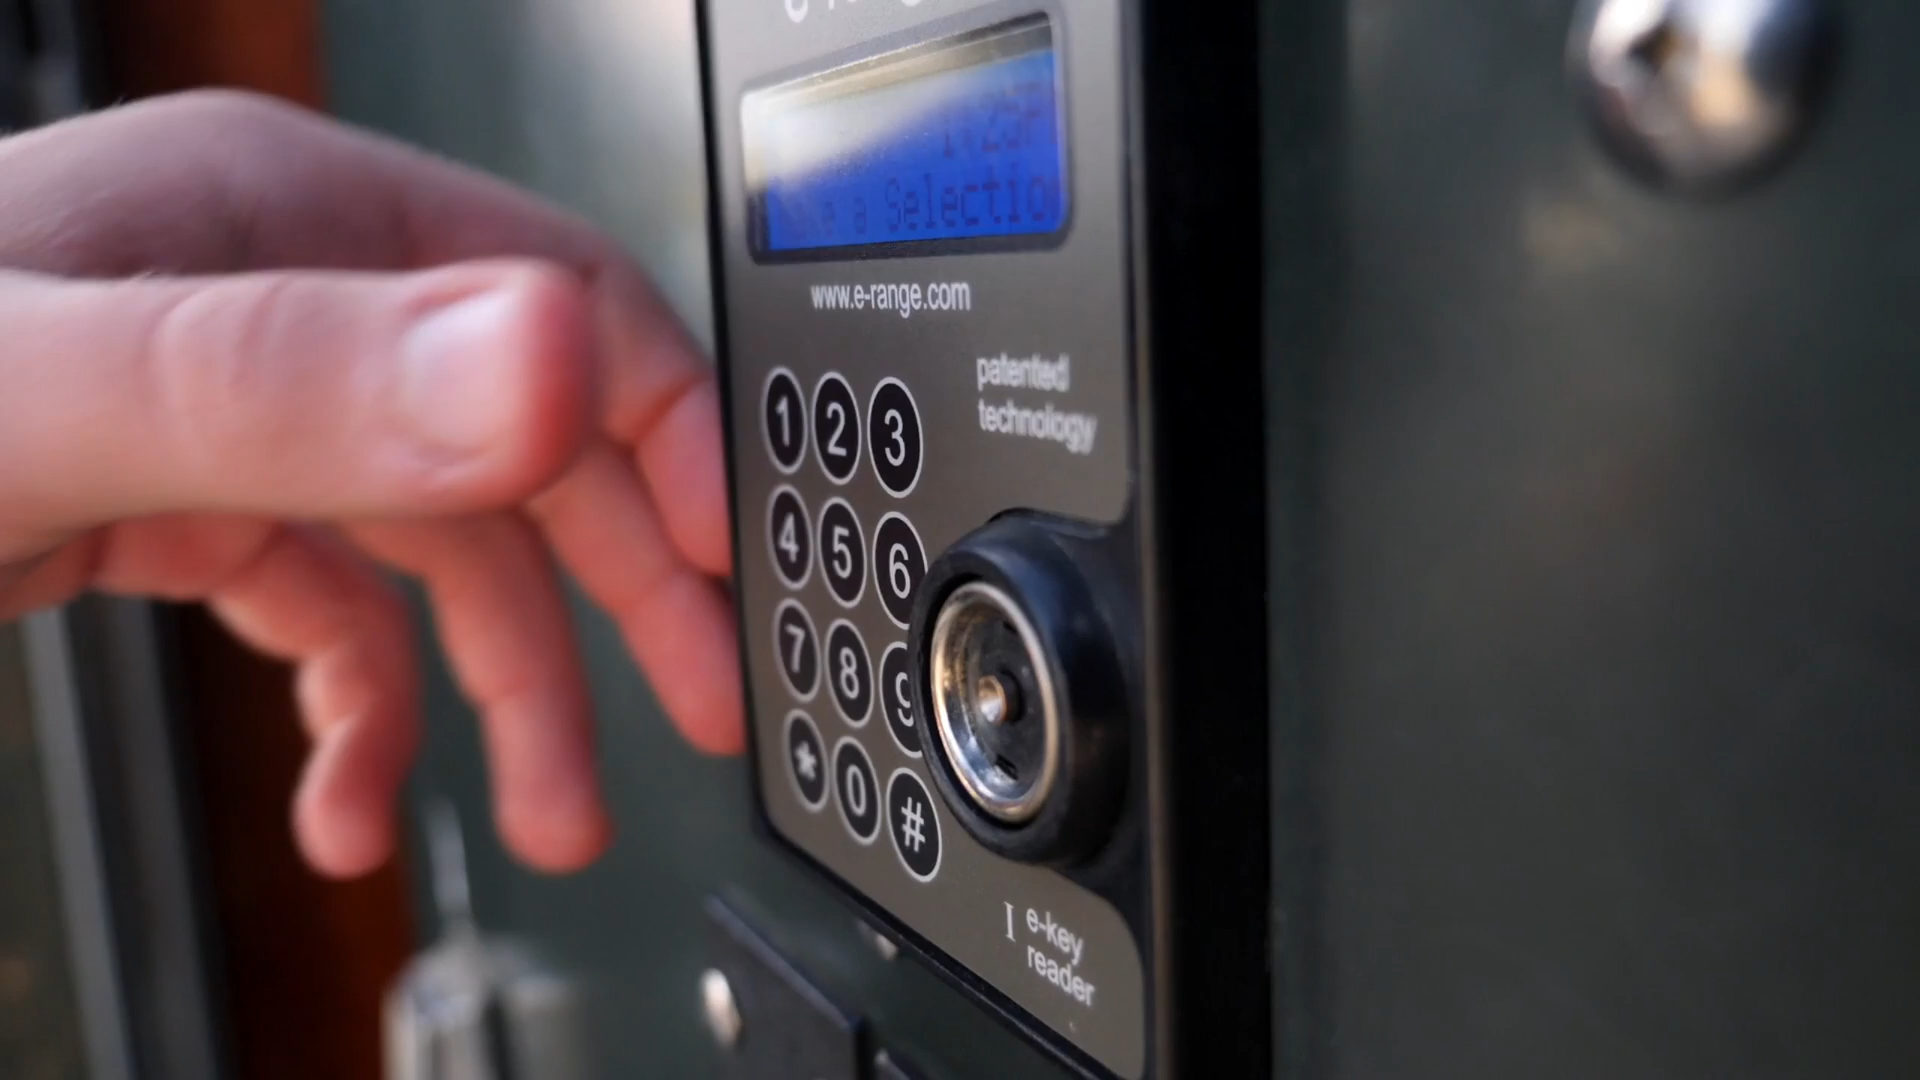 a Selectio
www.e-range.com
patented
technology
1 2 3
4 5 6
7 8 9
* 0 #
I e-key
reader